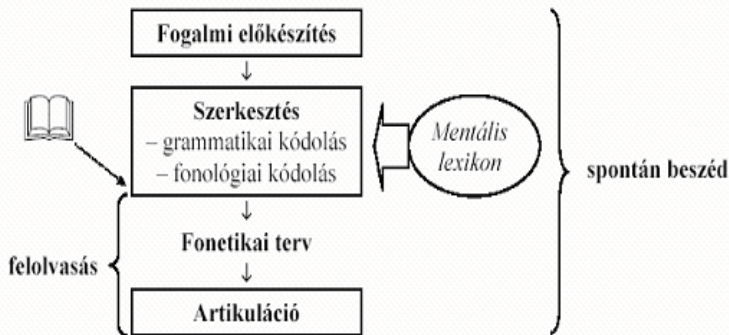 Fogalmi előkészítés
Szerkesztés
– grammatikai kódolás
– fonológiai kódolás
Mentális
lexikon
spontán beszéd
Fonetikai terv
felolvasás
Artikuláció